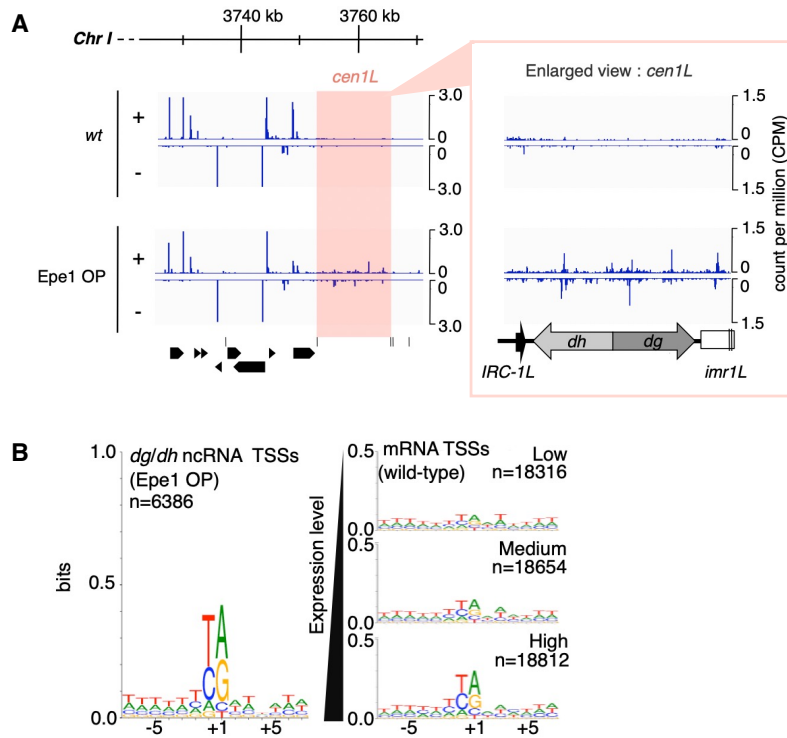 A
3740 kb
3760 kb
Chr I
cen1L
Enlarged view : cen1L
wt
+
-
3.0
0
0
3.0
1.5
0
0
1.5
Epe1 OP
+
-
3.0
0
0
3.0
1.5
0
0
1.5
count per million (CPM)
dh
dg
IRC-1L
imr1L
B
dg/dh ncRNA TSSs
(Epe1 OP)
n=6386
bits
1.0
0.5
0.0
TA
CG
-5
+1
+5
Expression level
mRNA TSSs
(wild-type)
0.5
0.0
Low
n=18316
0.5
0.0
Medium
n=18654
0.5
0.0
High
n=18812
TA
CG
-5
+1
+5